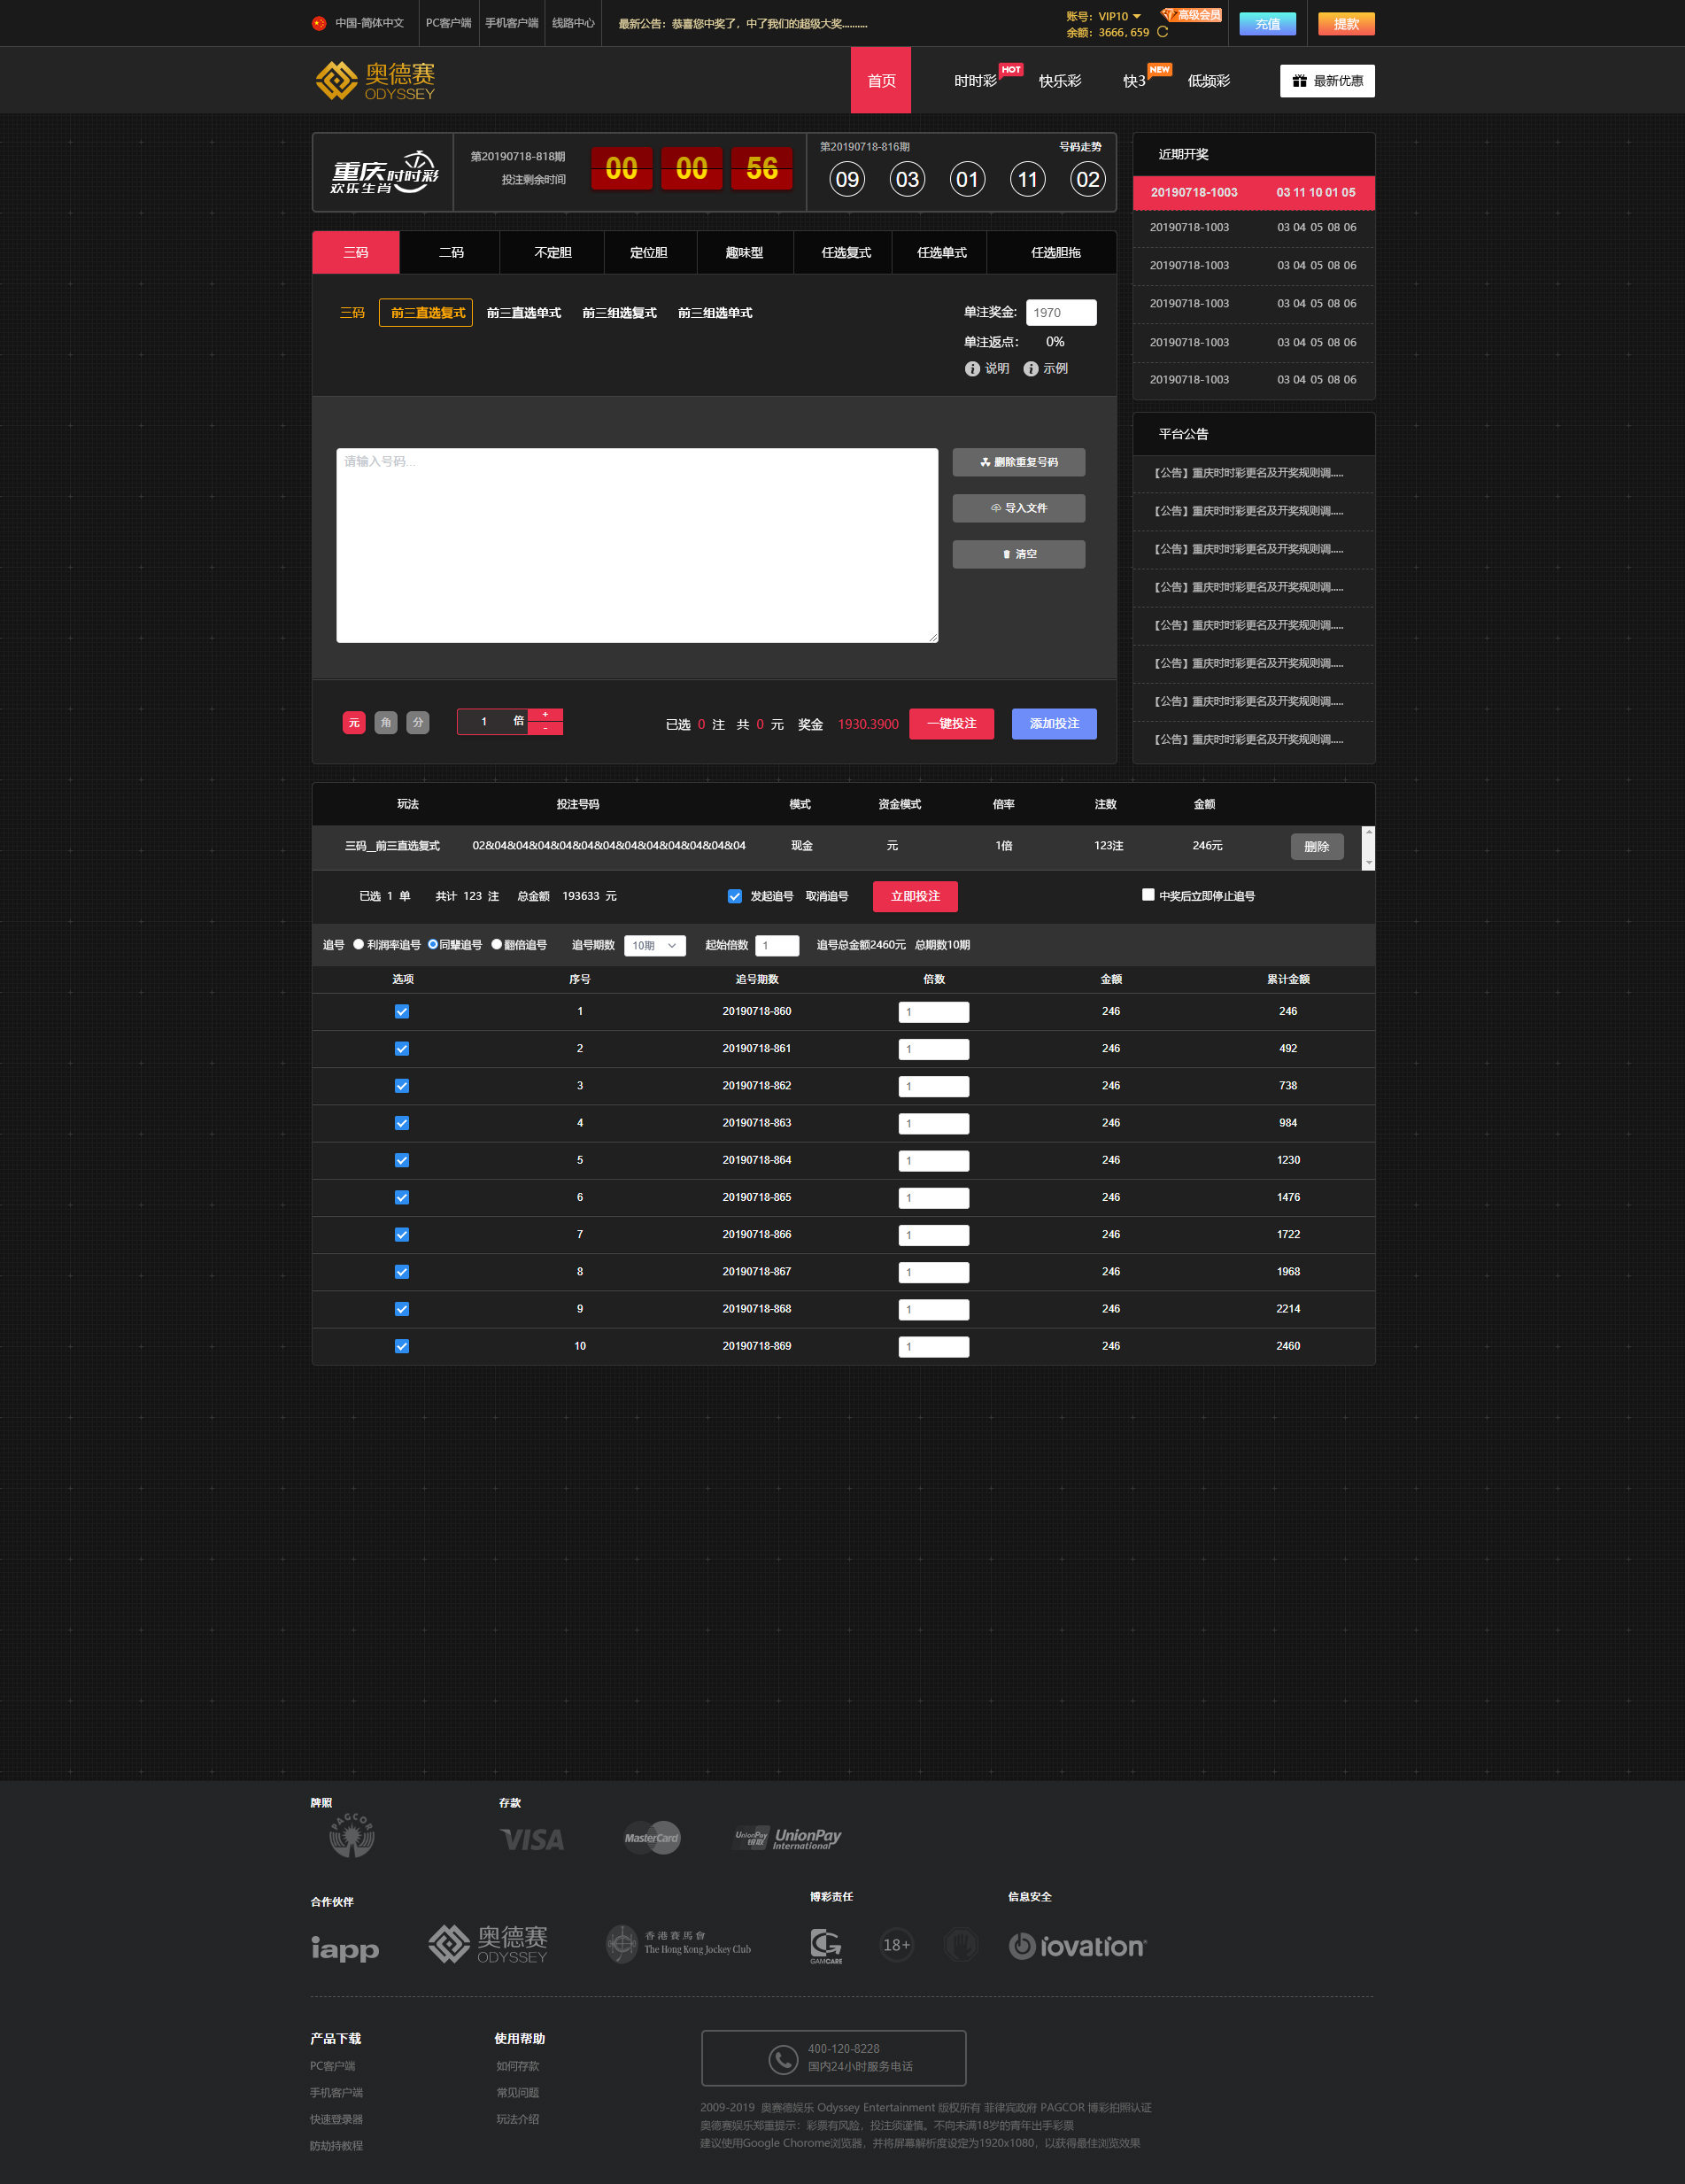 中国-简体中文 PC客户端 手机客户端 线路中心 最新公告：恭喜您中奖了，中了我们的超级大奖.......... 账号：VIP10 高级会员 充值 提款
余额：3666,659
奥德赛 ODYSSEY 首页 时时彩 HOT 快乐彩 快3 NEW 低频彩 最新优惠
重庆时时彩 欢乐生肖
第20190718-818期
投注剩余时间
00 00 56
第20190718-816期 号码走势
09 03 01 11 02
近期开奖
20190718-1003 03 11 10 01 05
20190718-1003 03 04 05 08 06
20190718-1003 03 04 05 08 06
20190718-1003 03 04 05 08 06
20190718-1003 03 04 05 08 06
20190718-1003 03 04 05 08 06
三码 二码 不定胆 定位胆 趣味型 任选复式 任选单式 任选胆拖
三码 前三直选复式 前三直选单式 前三组选复式 前三组选单式
单注奖金: 1970
单注返点: 0%
说明 示例
平台公告
【公告】重庆时时彩更名及开奖规则调.....
【公告】重庆时时彩更名及开奖规则调.....
【公告】重庆时时彩更名及开奖规则调.....
【公告】重庆时时彩更名及开奖规则调.....
【公告】重庆时时彩更名及开奖规则调.....
【公告】重庆时时彩更名及开奖规则调.....
【公告】重庆时时彩更名及开奖规则调.....
【公告】重庆时时彩更名及开奖规则调.....
请输入号码...
删除重复号码
导入文件
清空
元 角 分 1 倍 + - 已选 0 注 共 0 元 奖金 1930.3900 一键投注 添加投注
玩法 投注号码 模式 资金模式 倍率 注数 金额
三码__前三直选复式 02&04&04&04&04&04&04&04&04&04&04&04&04 现金 元 1倍 123注 246元 删除
已选 1 单 共计 123 注 总金额 193633 元 发起追号 取消追号 立即投注 中奖后立即停止追号
追号 利润率追号 同辈追号 翻倍追号 追号期数 10期 起始倍数 1 追号总金额2460元 总期数10期
选项 序号 追号期数 倍数 金额 累计金额
1 20190718-860 1 246 246
2 20190718-861 1 246 492
3 20190718-862 1 246 738
4 20190718-863 1 246 984
5 20190718-864 1 246 1230
6 20190718-865 1 246 1476
7 20190718-866 1 246 1722
8 20190718-867 1 246 1968
9 20190718-868 1 246 2214
10 20190718-869 1 246 2460
牌照 存款
PAGCOR VISA MasterCard UnionPay 银联 UnionPay International
合作伙伴 博彩责任 信息安全
iapp 奥德赛 ODYSSEY 香港賽馬會 The Hong Kong Jockey Club GAMCARE 18+ iovation
产品下载 使用帮助
PC客户端 如何存款
手机客户端 常见问题
快速登录器 玩法介绍
防劫持教程
400-120-8228
国内24小时服务电话
2009-2019 奥赛德娱乐 Odyssey Entertainment 版权所有 菲律宾政府 PAGCOR 博彩拍照认证
奥德赛娱乐郑重提示：彩票有风险，投注须谨慎。不向未满18岁的青年出手彩票
建议使用Google Chorome浏览器，并将屏幕解析度设定为1920x1080，以获得最佳浏览效果